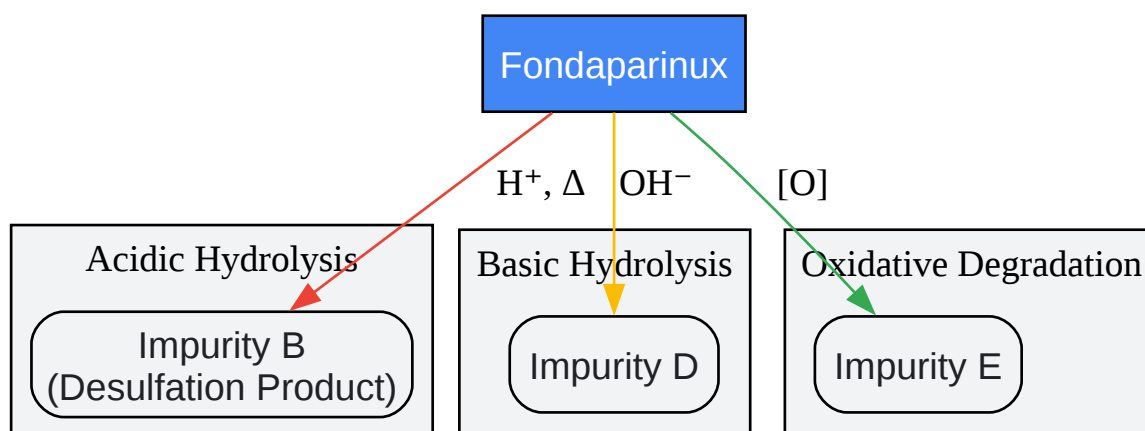 Fondaparinux
H⁺, Δ
OH⁻
[O]
Acidic Hydrolysis
Basic Hydrolysis
Oxidative Degradation
Impurity B
(Desulfation Product)
Impurity D
Impurity E